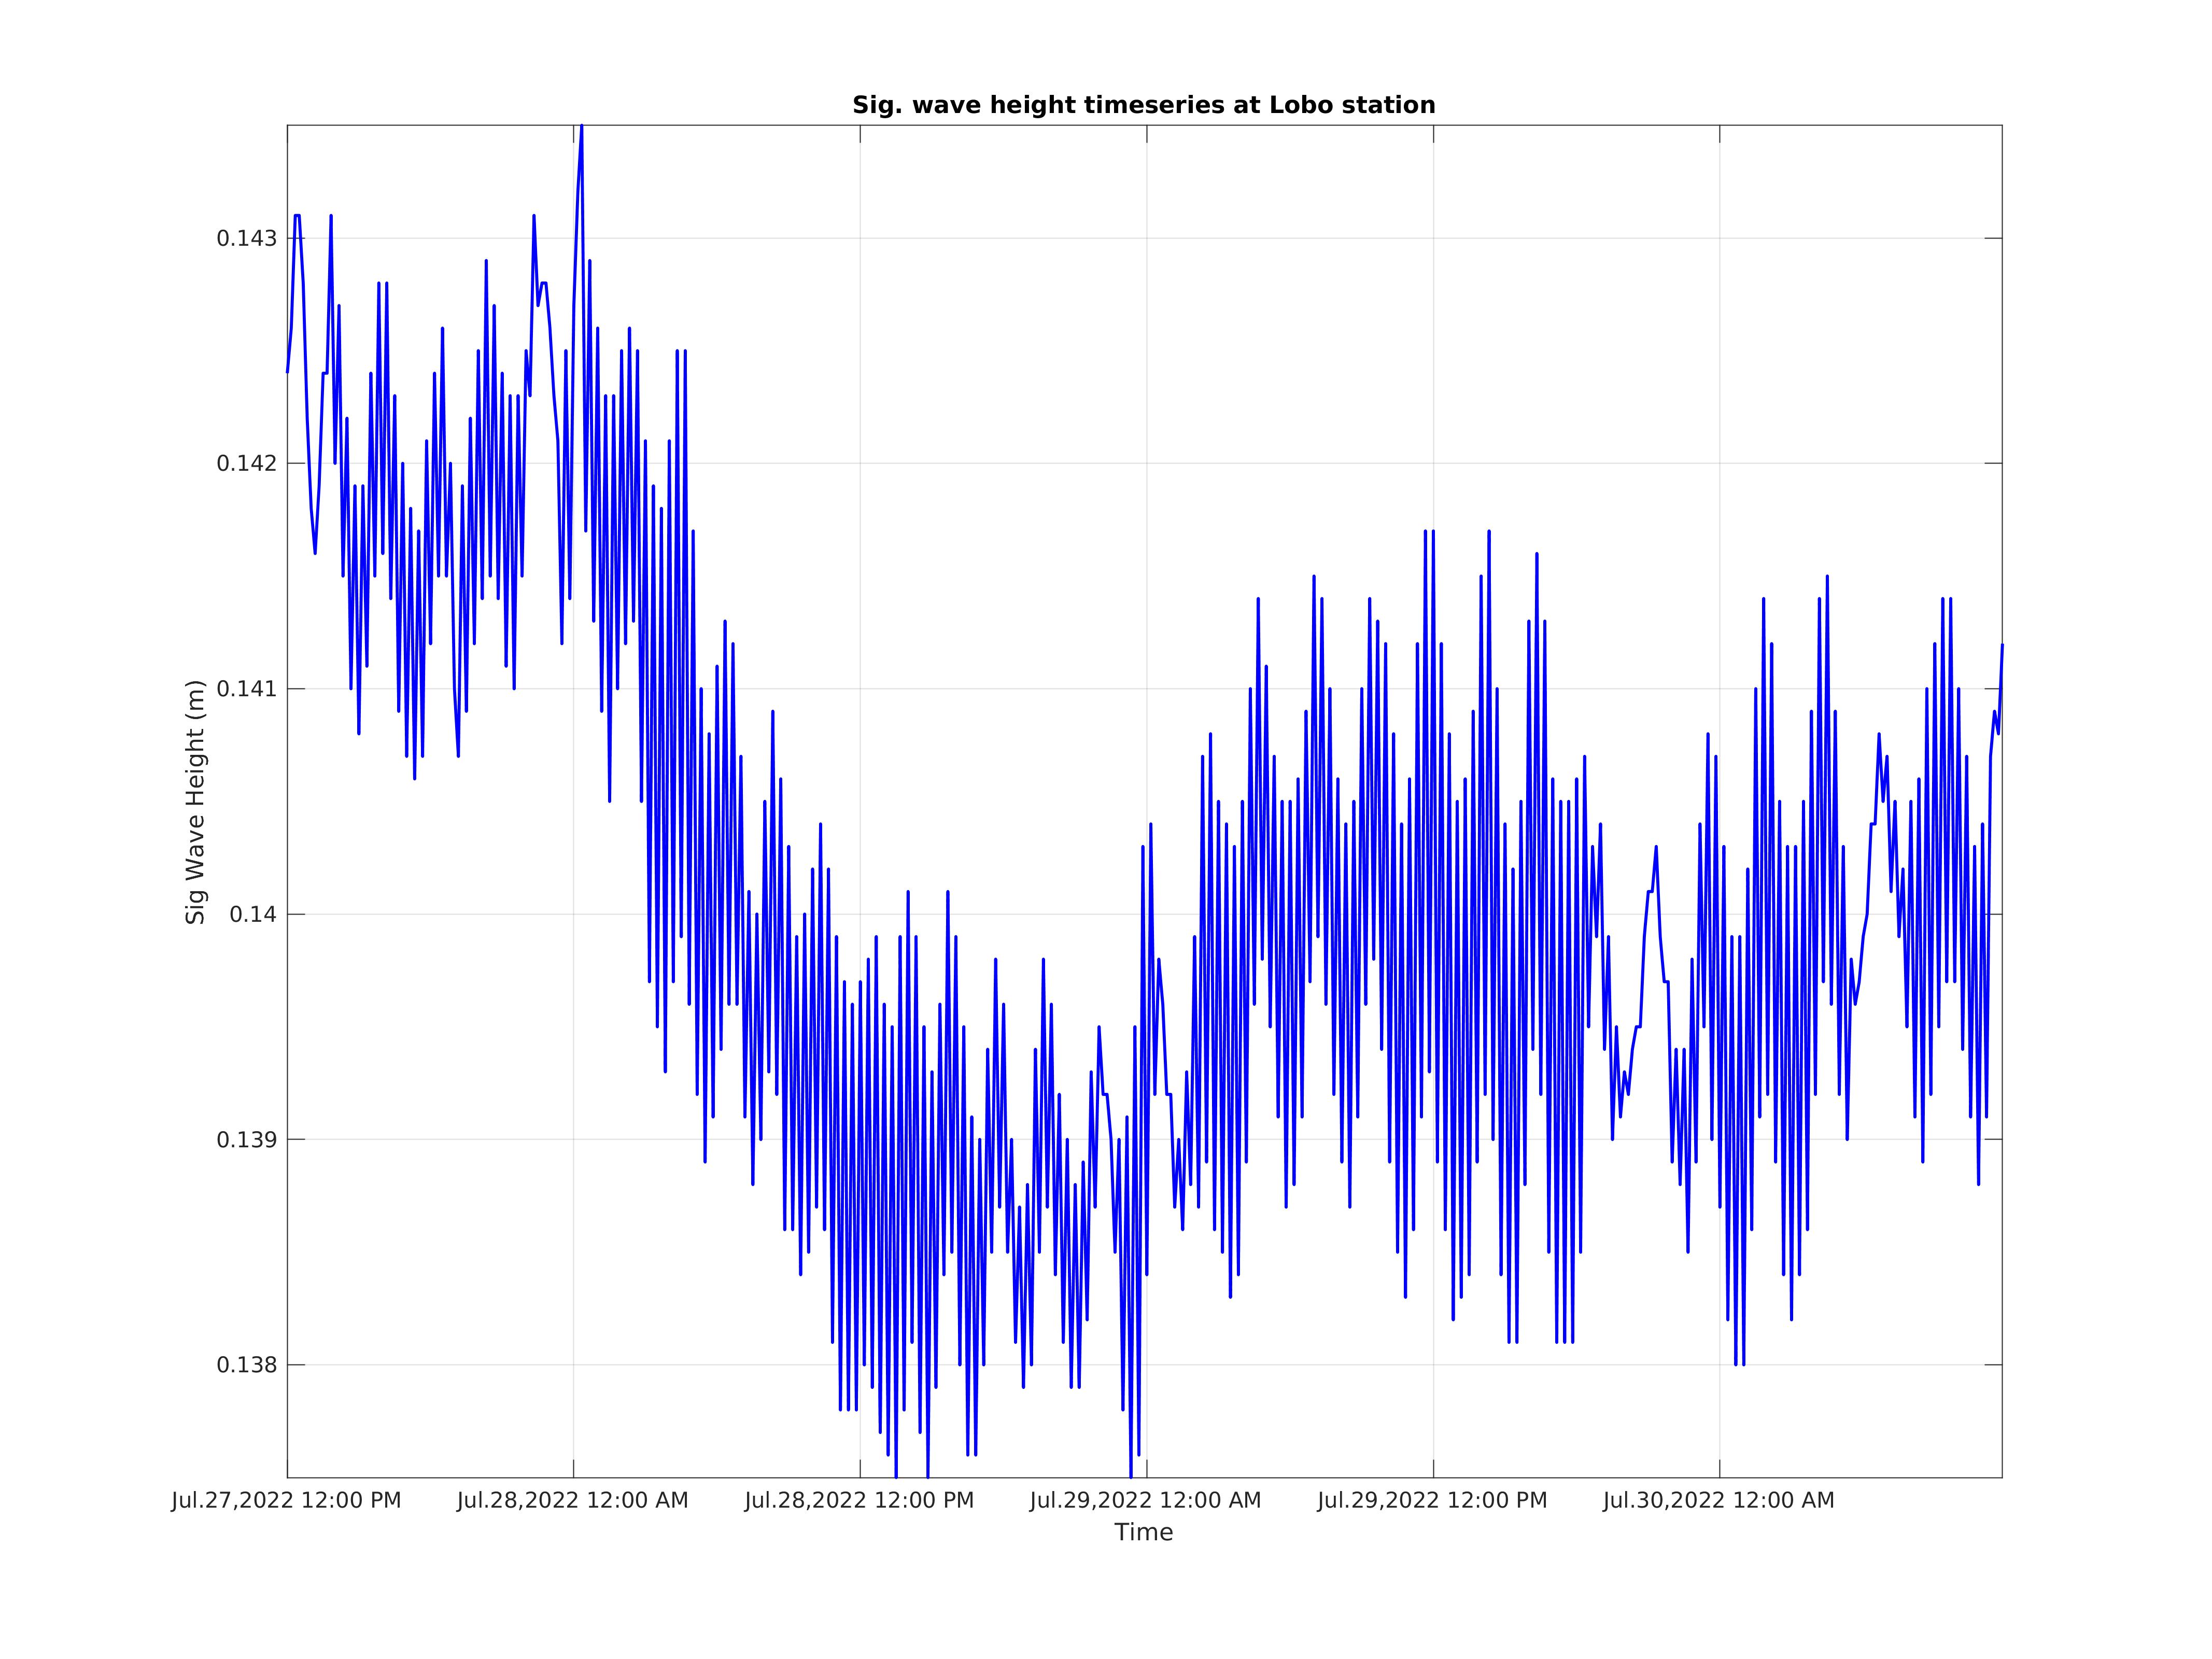 Sig. wave height timeseries at Lobo station
0.143
0.142
0.141
0.14
0.139
0.138
Sig Wave Height (m)
Jul.27,2022 12:00 PM
Jul.28,2022 12:00 AM
Jul.28,2022 12:00 PM
Jul.29,2022 12:00 AM
Jul.29,2022 12:00 PM
Jul.30,2022 12:00 AM
Time